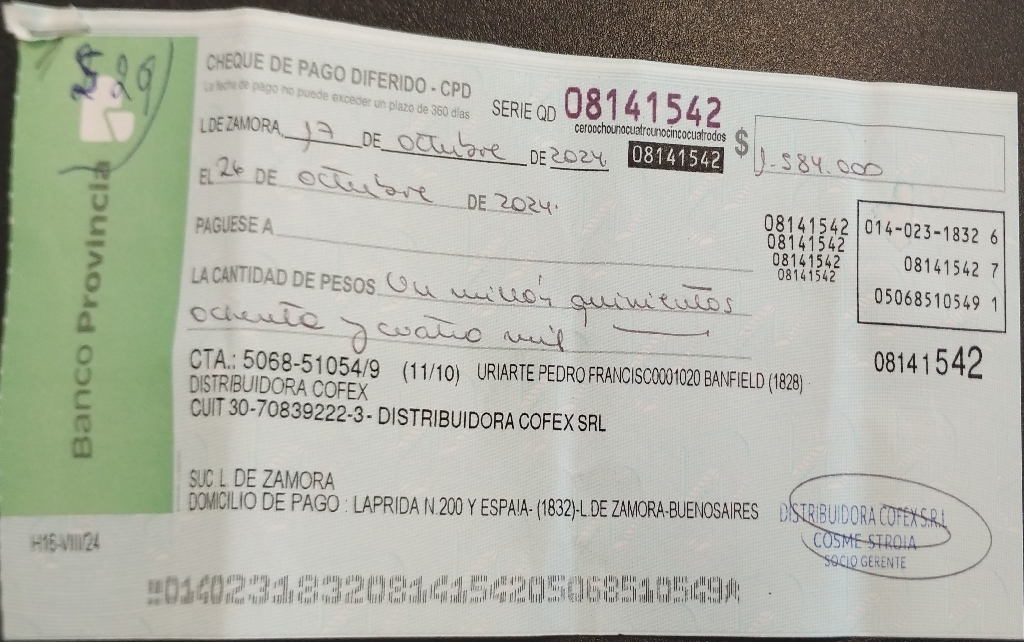 29
Banco Provincia
CHEQUE DE PAGO DIFERIDO - CPD
La fecha de pago no puede exceder un plazo de 360 días
SERIE QD 08141542
ceroochounocuatrounocincocuatrodos
L.DE ZAMORA, 17 DE octubre DE 2024 08141542 $ 1.584.000
EL 26 DE octubre DE 2024.
PAGUESE A
08141542
08141542
08141542
08141542
014-023-1832 6
08141542 7
05068510549 1
LA CANTIDAD DE PESOS Un millón quinientos
ochenta y cuatro mil
08141542
CTA.: 5068-51054/9 (11/10) URIARTE PEDRO FRANCISCO0001020 BANFIELD (1828)
DISTRIBUIDORA COFEX
CUIT 30-70839222-3- DISTRIBUIDORA COFEX SRL
SUC L. DE ZAMORA
DOMICILIO DE PAGO : LAPRIDA N.200 Y ESPAIA- (1832)-L.DE ZAMORA-BUENOSAIRES
DISTRIBUIDORA COFEX S.R.L
COSME STROIA
SOCIO GERENTE
H16-VIII/24
01402318320814154205068510549